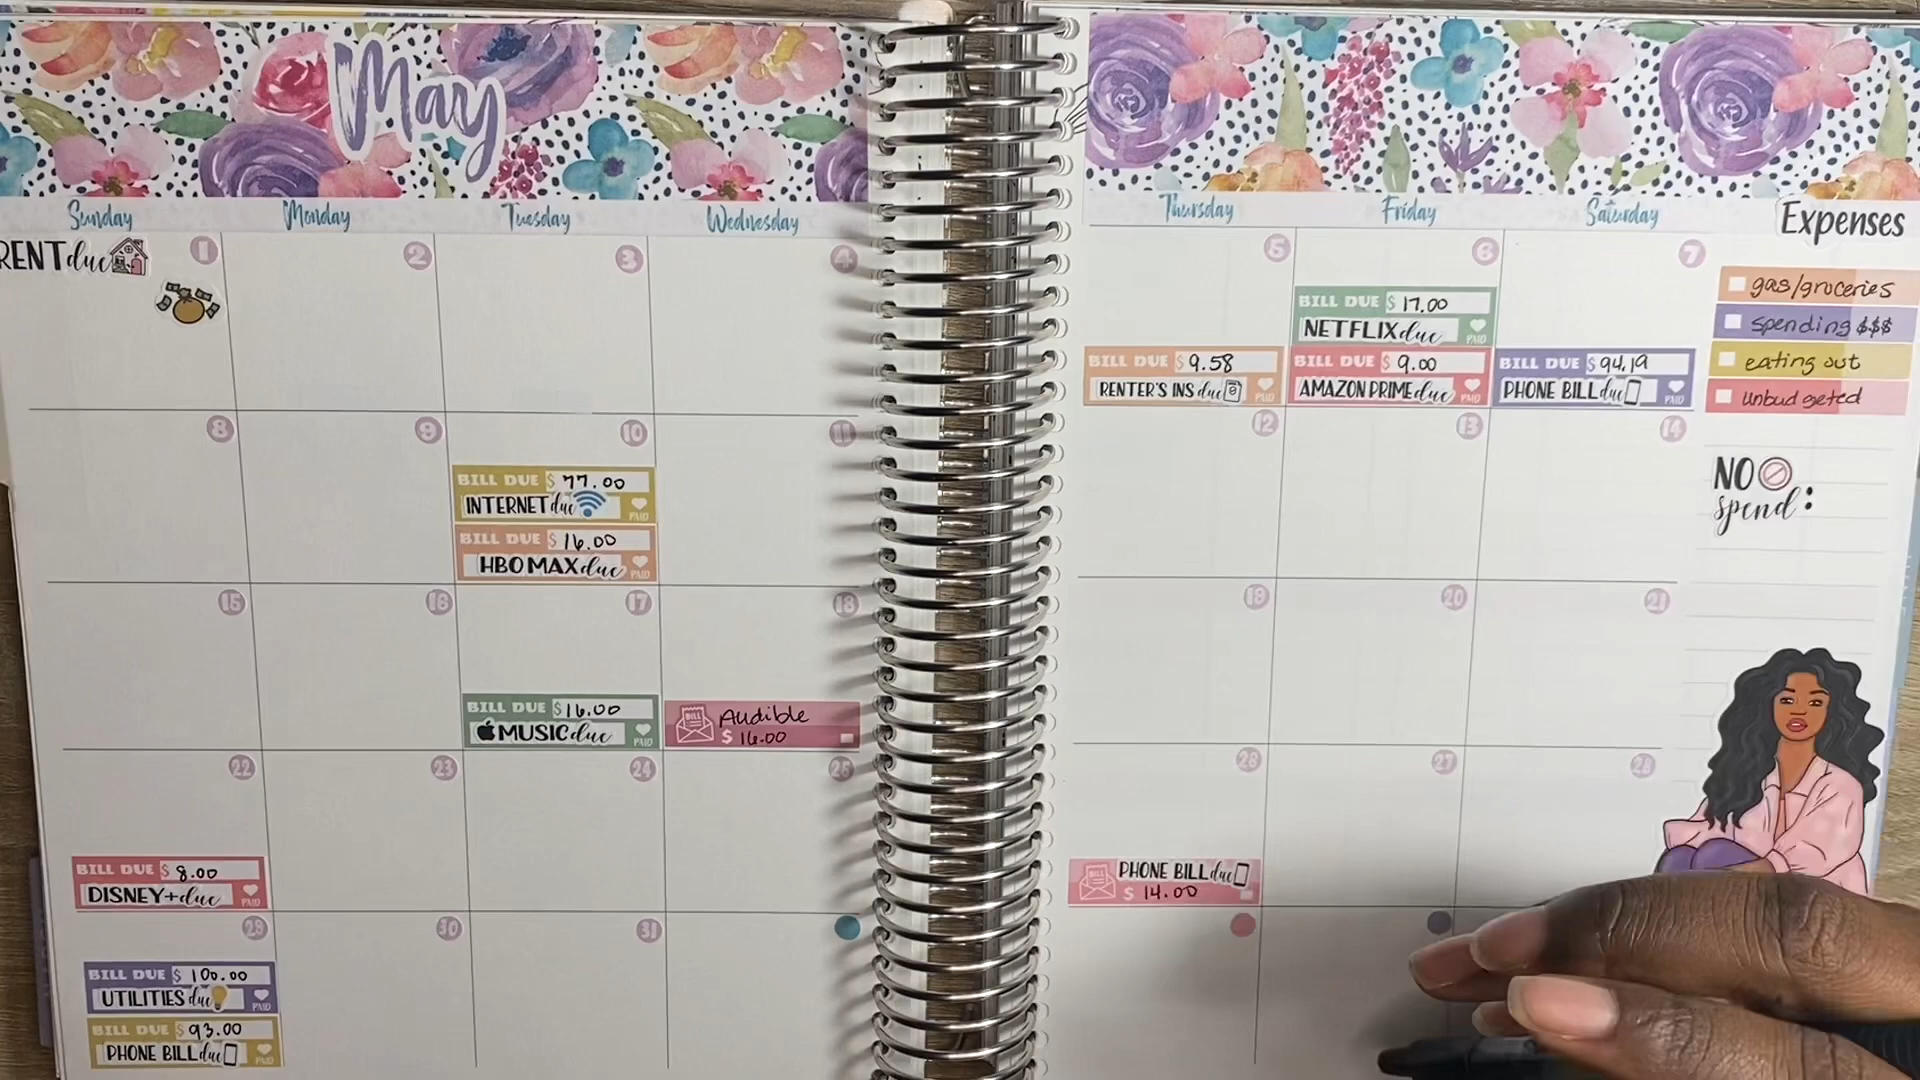 May
Sunday Monday Tuesday Wednesday Thursday Friday Saturday Expenses
RENT due 1 2 3 4 5 6 7
gas/groceries
spending $$$
eating out
unbudgeted
BILL DUE $ 17.00
NETFLIX due PAID
BILL DUE $ 9.58
RENTER'S INS due PAID
BILL DUE $ 9.00
AMAZON PRIME due PAID
BILL DUE $ 94.19
PHONE BILL due PAID
8 9 10 11 12 13 14
NO
spend:
BILL DUE $ 77.00
INTERNET due PAID
BILL DUE $ 16.00
HBO MAX due PAID
15 16 17 18 19 20 21
BILL DUE $ 16.00
MUSIC due PAID
BILL Audible
$ 16.00
22 23 24 25 26 27 28
BILL DUE $ 8.00
DISNEY+ due PAID
BILL PHONE BILL due
$ 14.00
29 30 31
BILL DUE $ 100.00
UTILITIES due PAID
BILL DUE $ 93.00
PHONE BILL due PAID